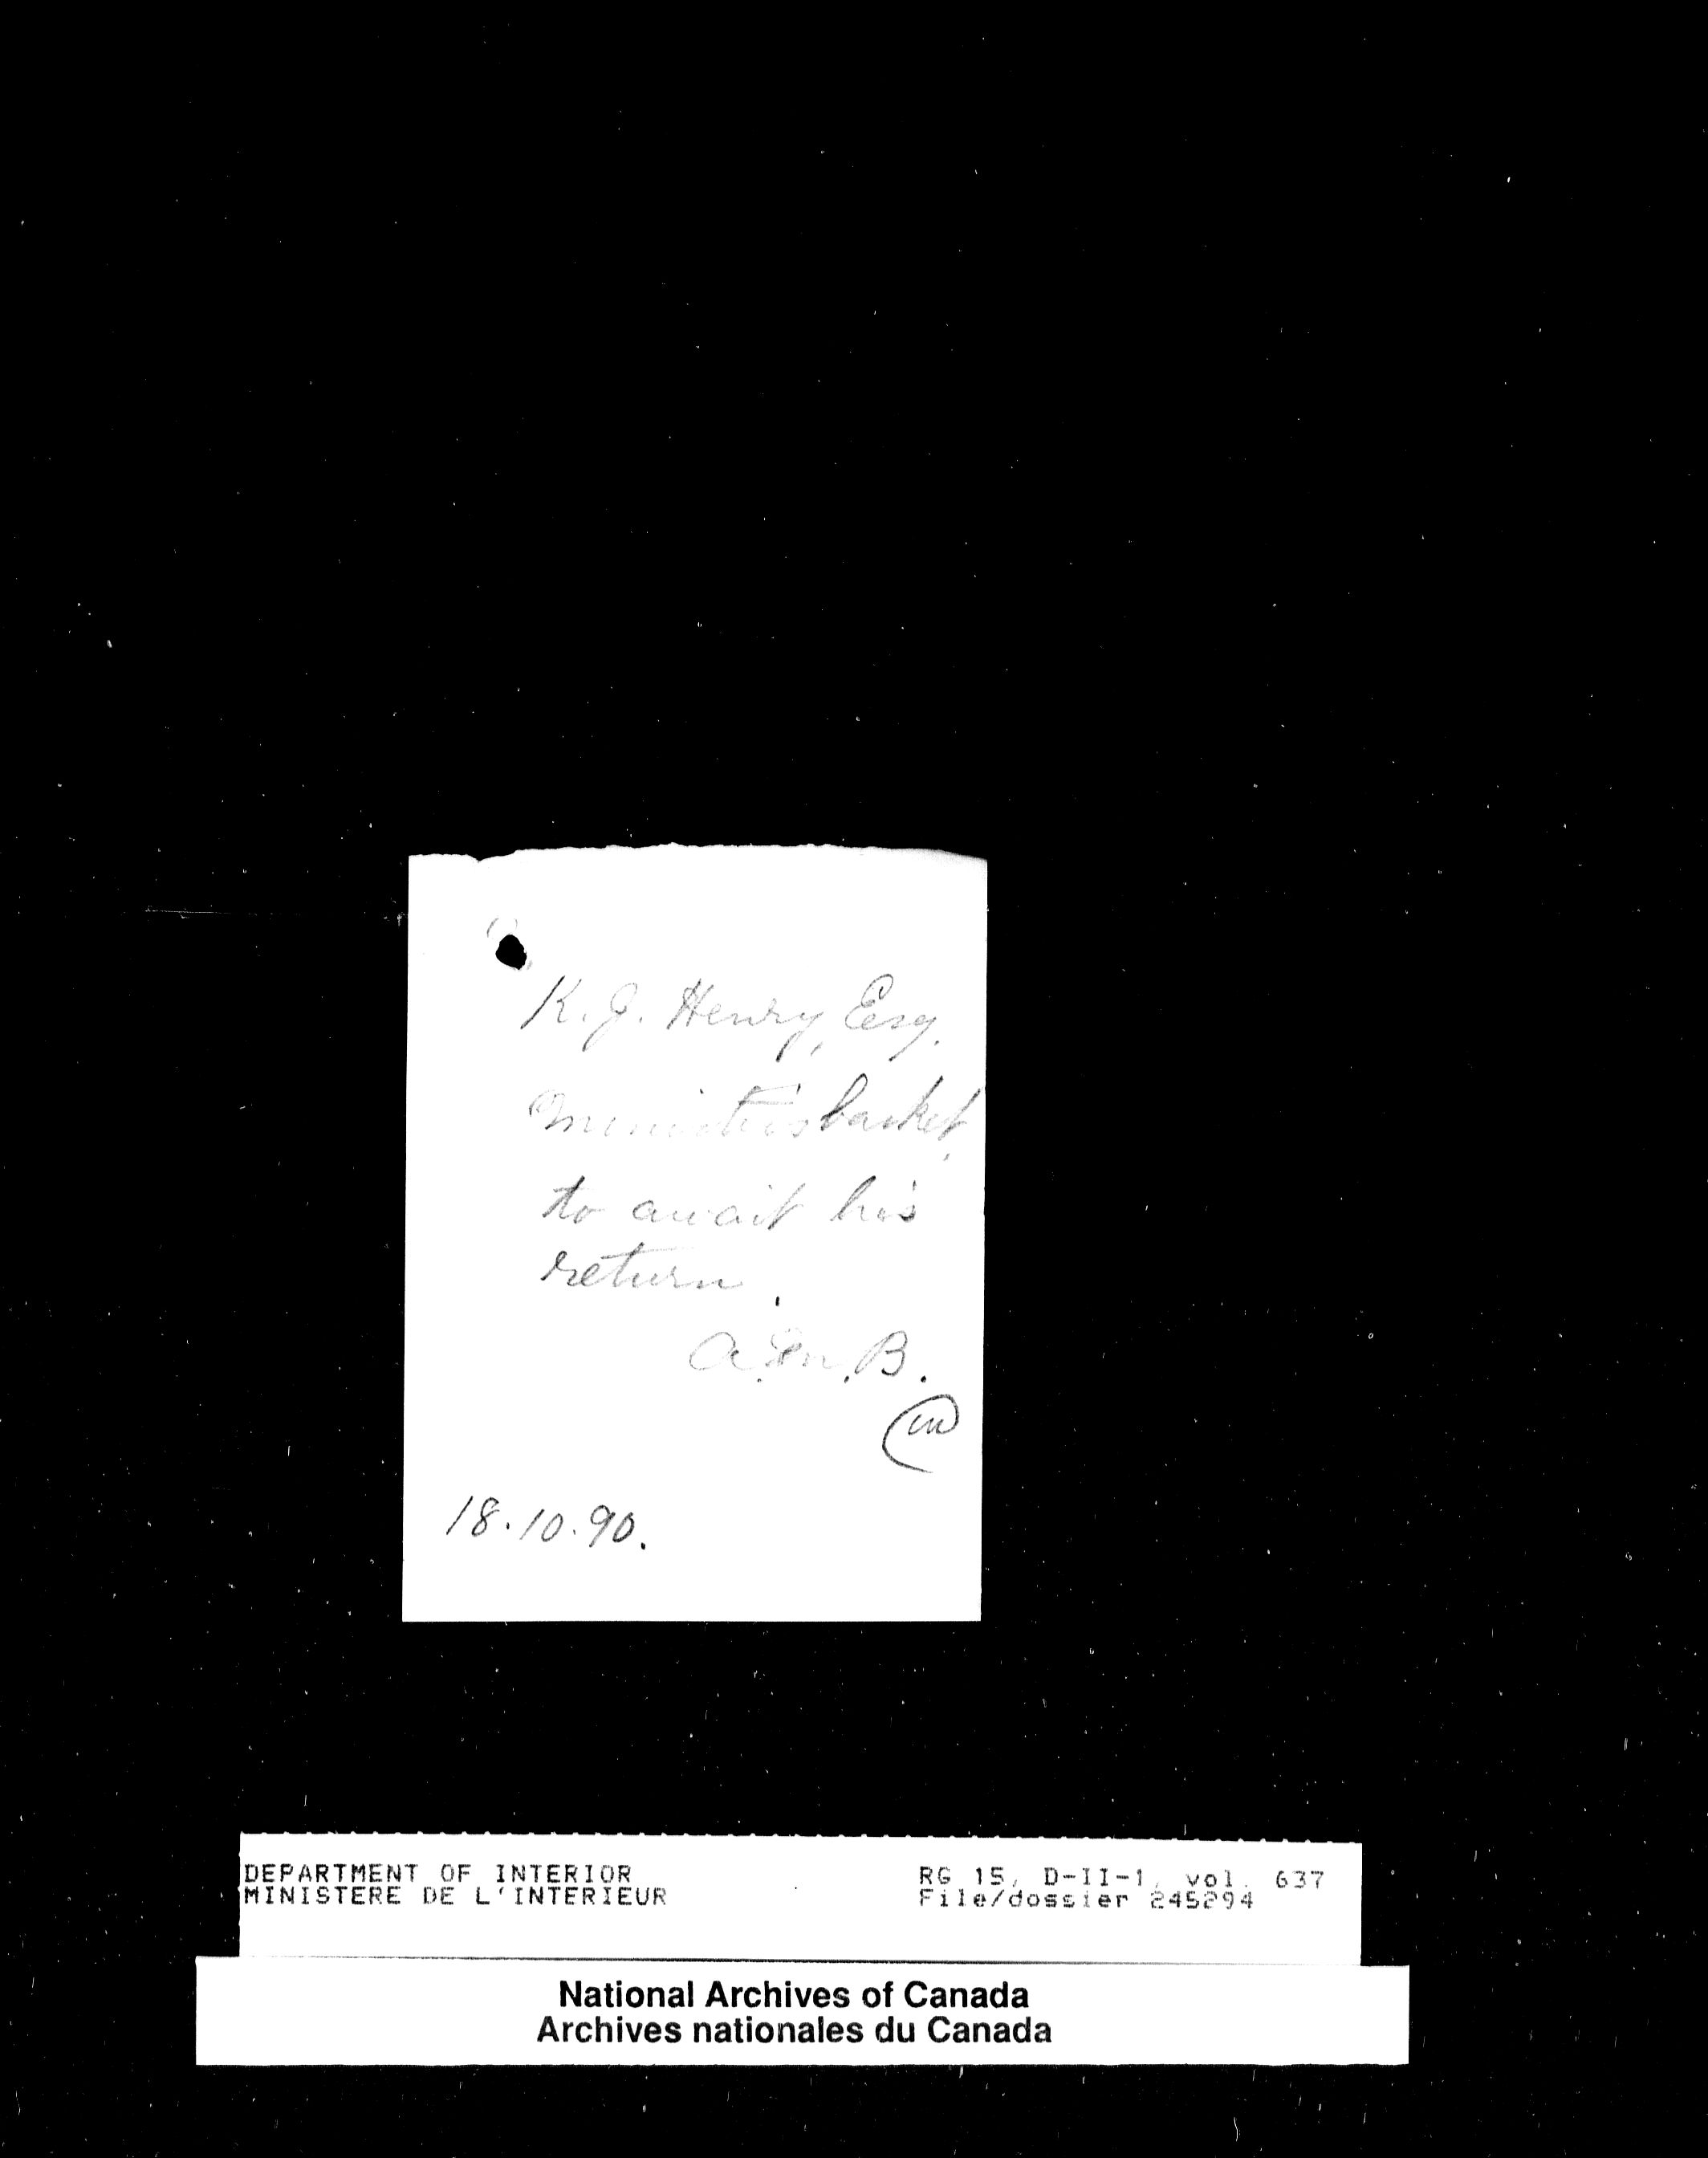 K. J. Henry, Esq.
Minister's basket,
to await his
return.
A. M. B.
18.10.90.
DEPARTMENT OF INTERIOR
MINISTERE DE L'INTERIEUR
RG 15, D-II-1, vol. 637
File/dossier 245294
National Archives of Canada
Archives nationales du Canada